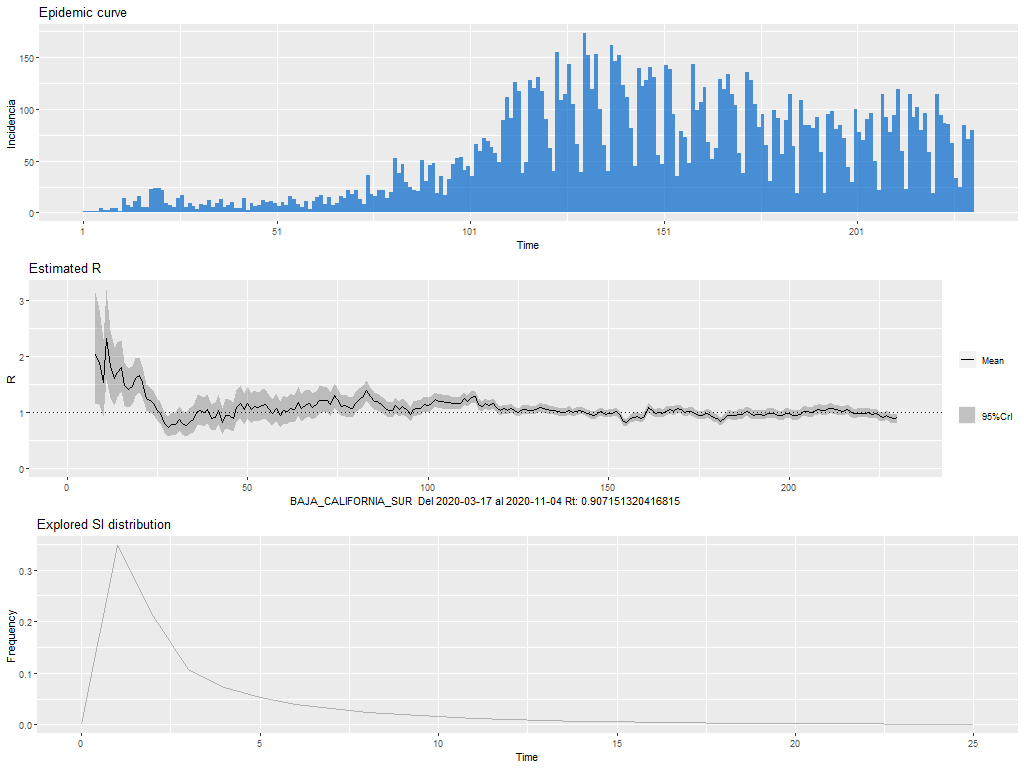 Epidemic curve
150
100
50
0
Incidencia
1 51 101 151 201
Time
Estimated R
3
2
1
0
R
Mean
95%CrI
0 50 100 150 200
BAJA_CALIFORNIA_SUR Del 2020-03-17 al 2020-11-04 Rt: 0.907151320416815
Explored SI distribution
0.3
0.2
0.1
0.0
Frequency
0 5 10 15 20 25
Time